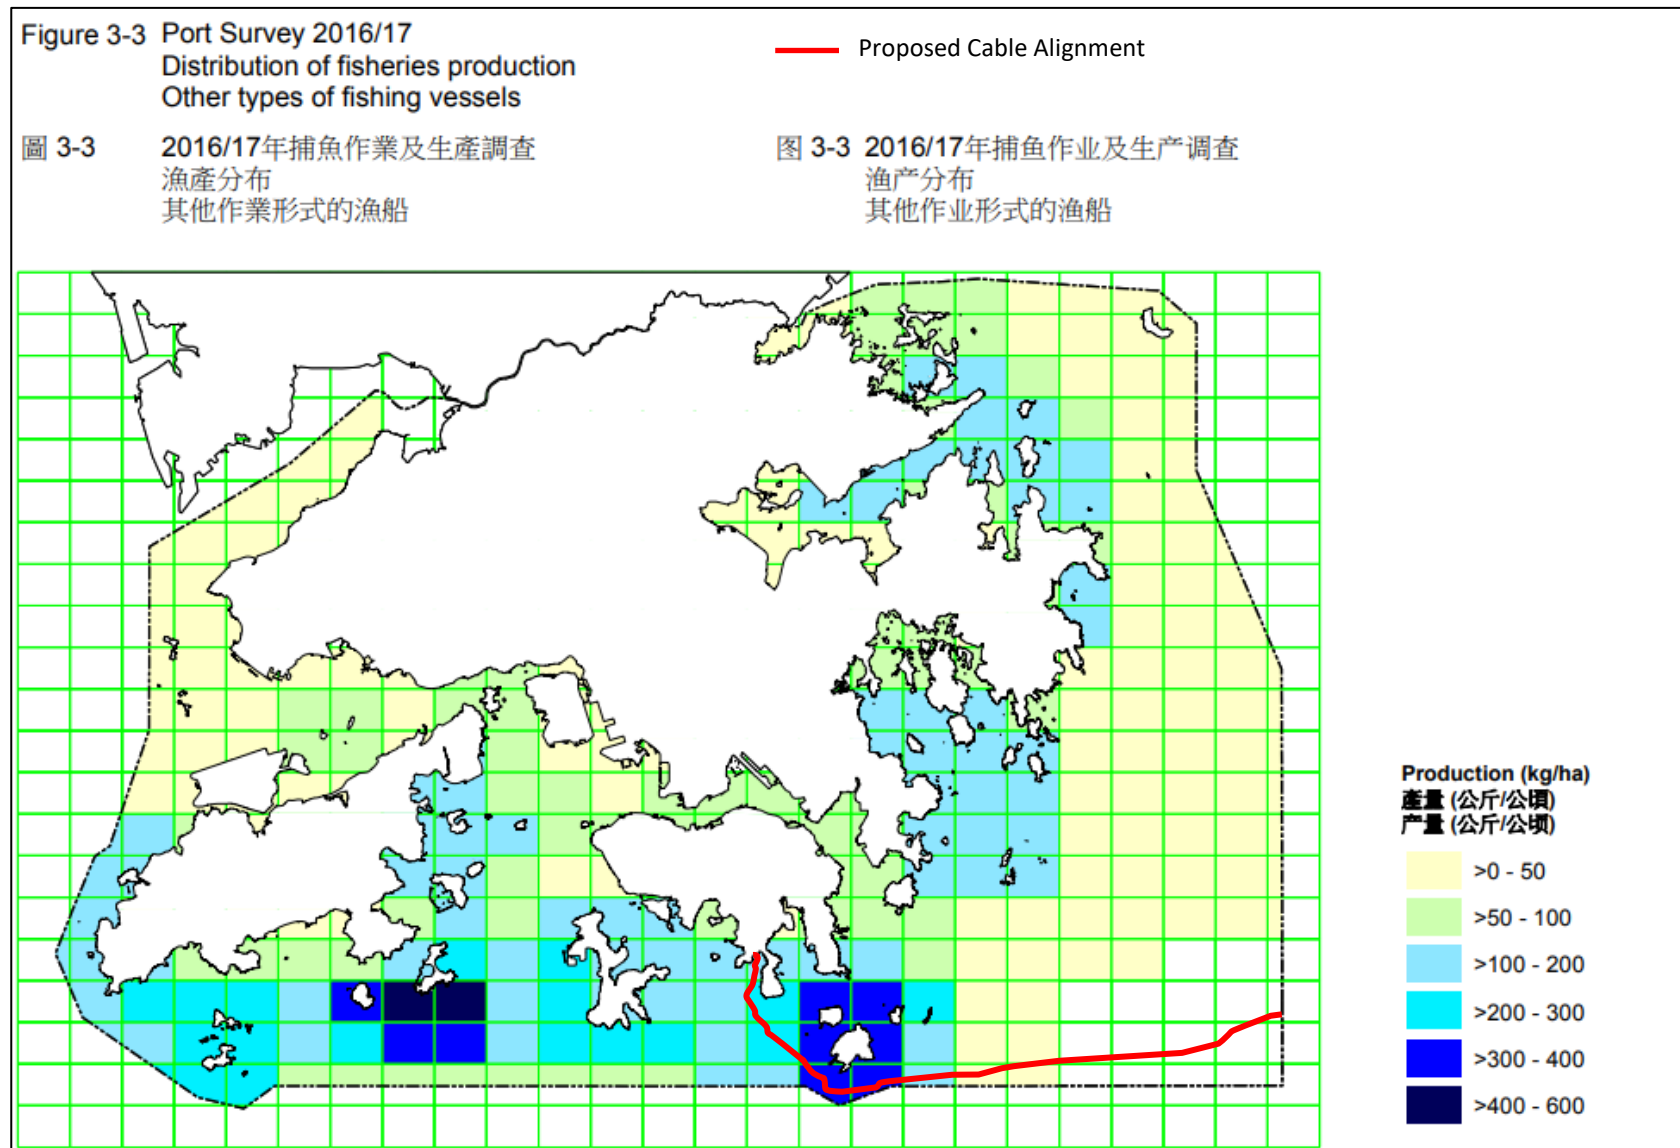 Figure 3-3 Port Survey 2016/17
Distribution of fisheries production
Other types of fishing vessels
Proposed Cable Alignment
圖 3-3 2016/17年捕魚作業及生產調查
漁產分布
其他作業形式的漁船
图 3-3 2016/17年捕鱼作业及生产调查
渔产分布
其他作业形式的渔船
Production (kg/ha)
產量 (公斤/公頃)
产量 (公斤/公顷)
>0 - 50
>50 - 100
>100 - 200
>200 - 300
>300 - 400
>400 - 600